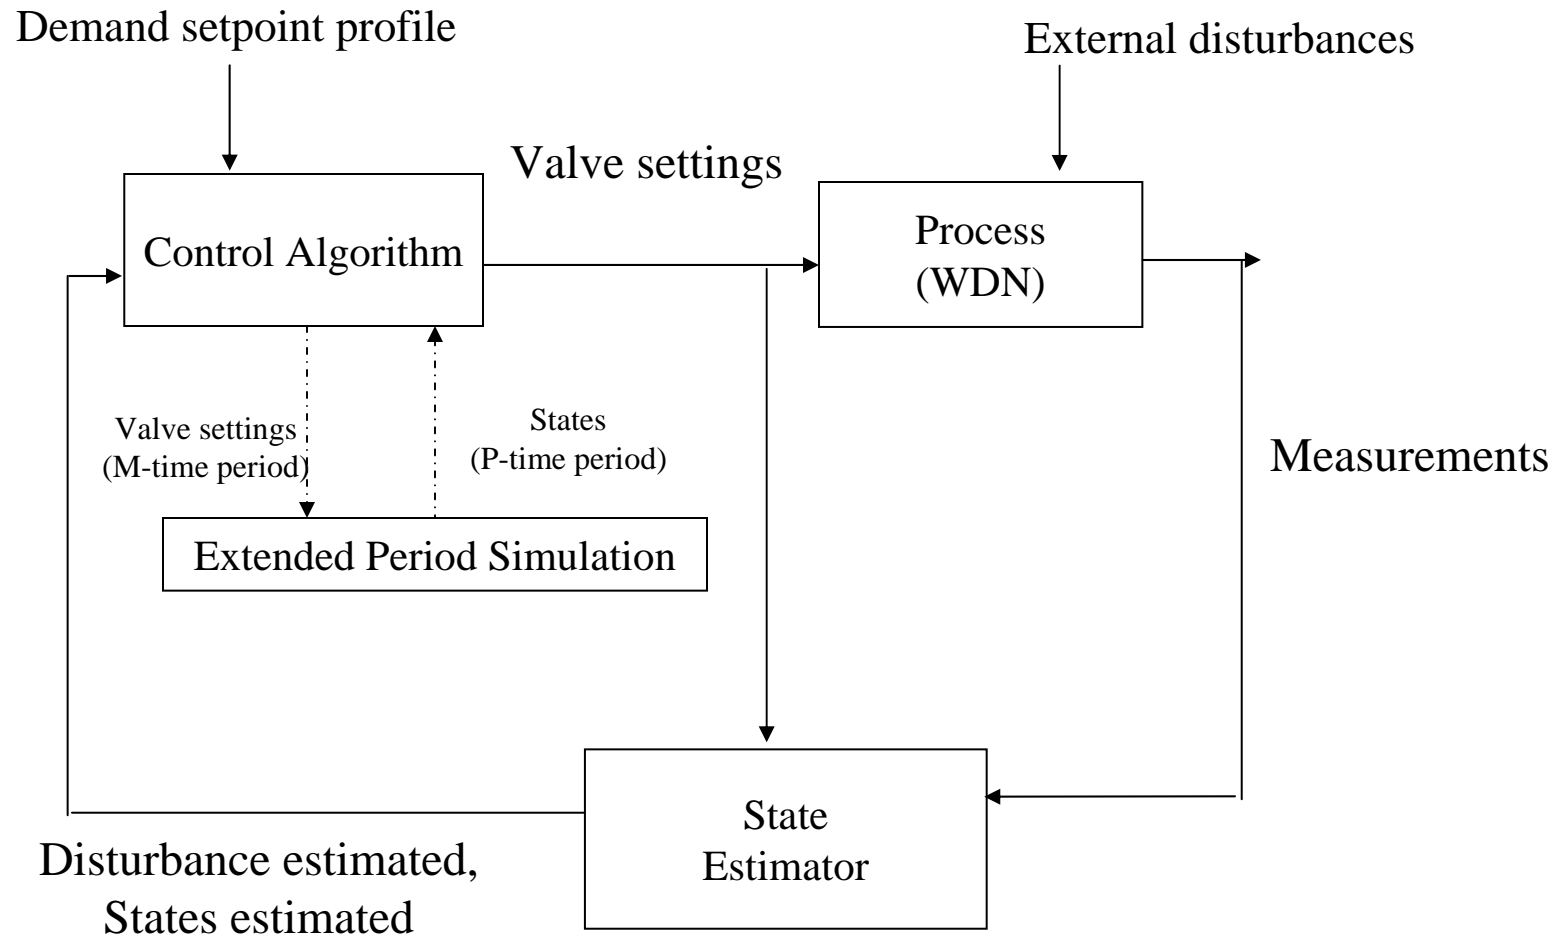 Demand setpoint profile
External disturbances
Valve settings
Control Algorithm
Process
(WDN)
Valve settings
(M-time period)
States
(P-time period)
Measurements
Extended Period Simulation
State
Estimator
Disturbance estimated,
States estimated